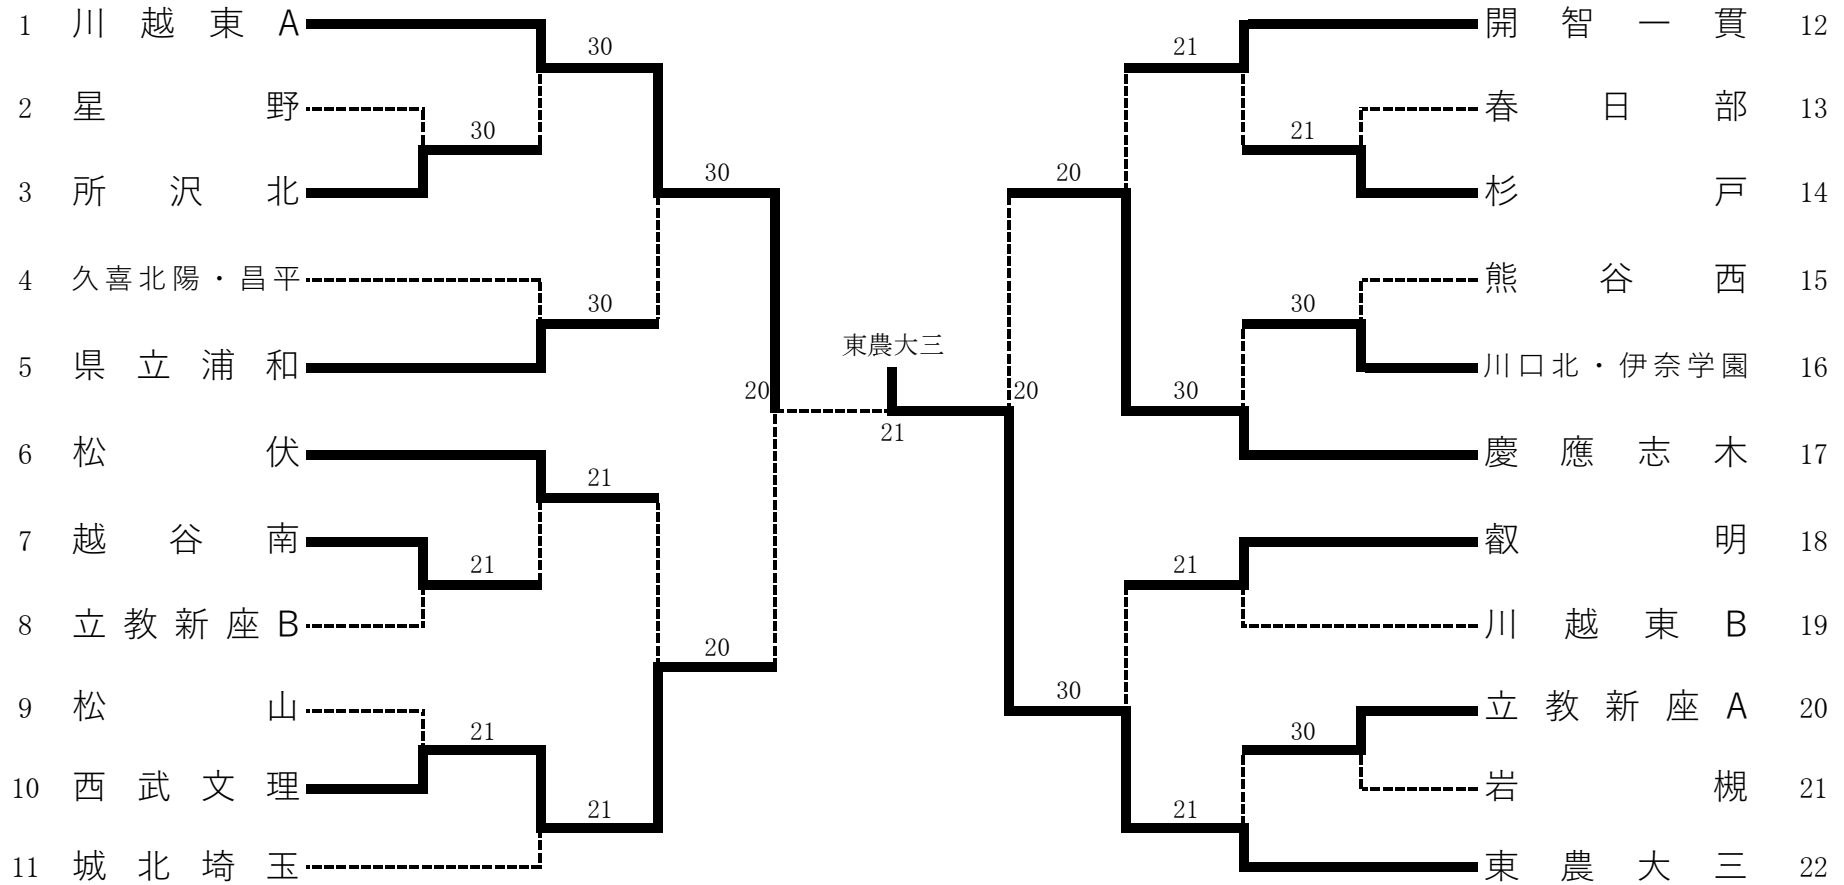 1 川越東A
30
2 星野
30
3 所沢北
30
4 久喜北陽・昌平
30
5 県立浦和
20
6 松伏
21
7 越谷南
21
8 立教新座B
20
9 松山
21
10 西武文理
21
11 城北埼玉
東農大三
21
開智一貫 12
21
春日部 13
21
杉戸 14
20
熊谷西 15
30
川口北・伊奈学園 16
20
30
慶應志木 17
叡明 18
21
川越東B 19
30
立教新座A 20
30
岩槻 21
21
東農大三 22